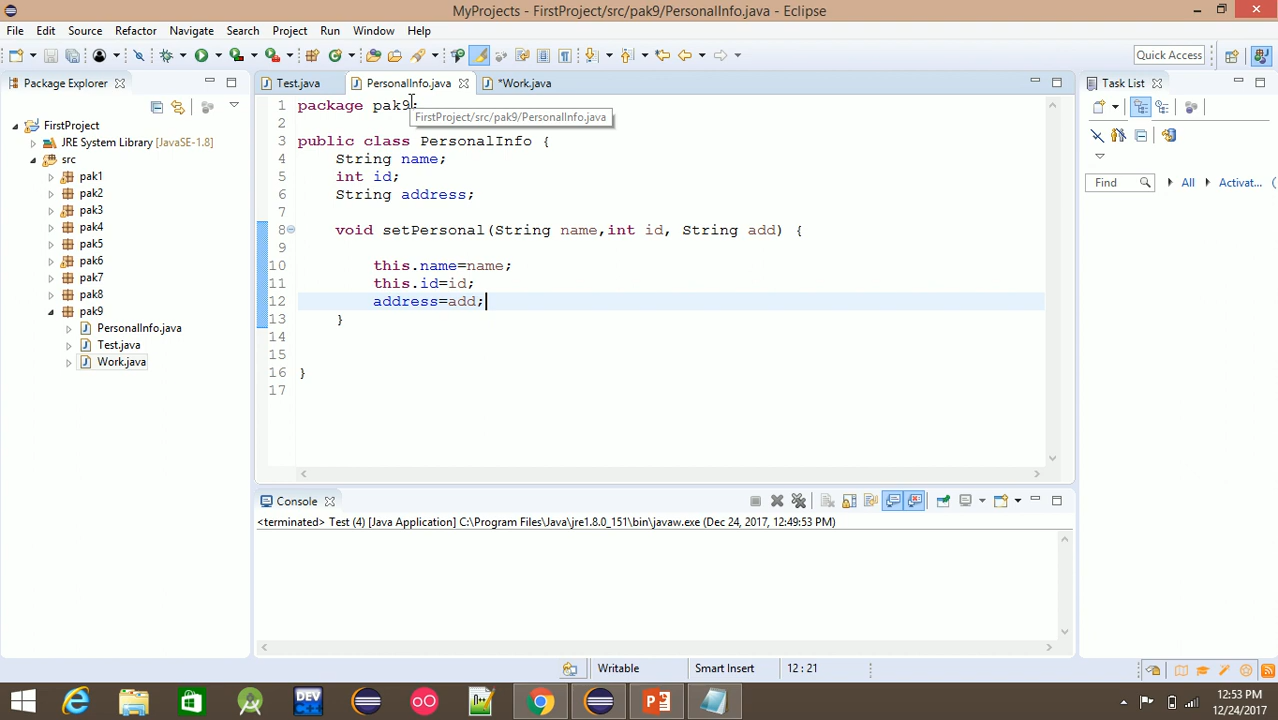 MyProjects - FirstProject/src/pak9/PersonalInfo.java - Eclipse
File Edit Source Refactor Navigate Search Project Run Window Help
Quick Access
Package Explorer
Test.java
PersonalInfo.java
*Work.java
Task List
FirstProject
JRE System Library [JavaSE-1.8]
src
pak1
pak2
pak3
pak4
pak5
pak6
pak7
pak8
pak9
PersonalInfo.java
Test.java
Work.java
1 package pak9;
FirstProject/src/pak9/PersonalInfo.java
2
3 public class PersonalInfo {
4 String name;
5 int id;
6 String address;
7
8 void setPersonal(String name,int id, String add) {
9
10 this.name=name;
11 this.id=id;
12 address=add;
13 }
14
15
16 }
17
Find All Activat...
Console
<terminated> Test (4) [Java Application] C:\Program Files\Java\jre1.8.0_151\bin\javaw.exe (Dec 24, 2017, 12:49:53 PM)
Writable Smart Insert 12 : 21
DEV
12:53 PM
12/24/2017